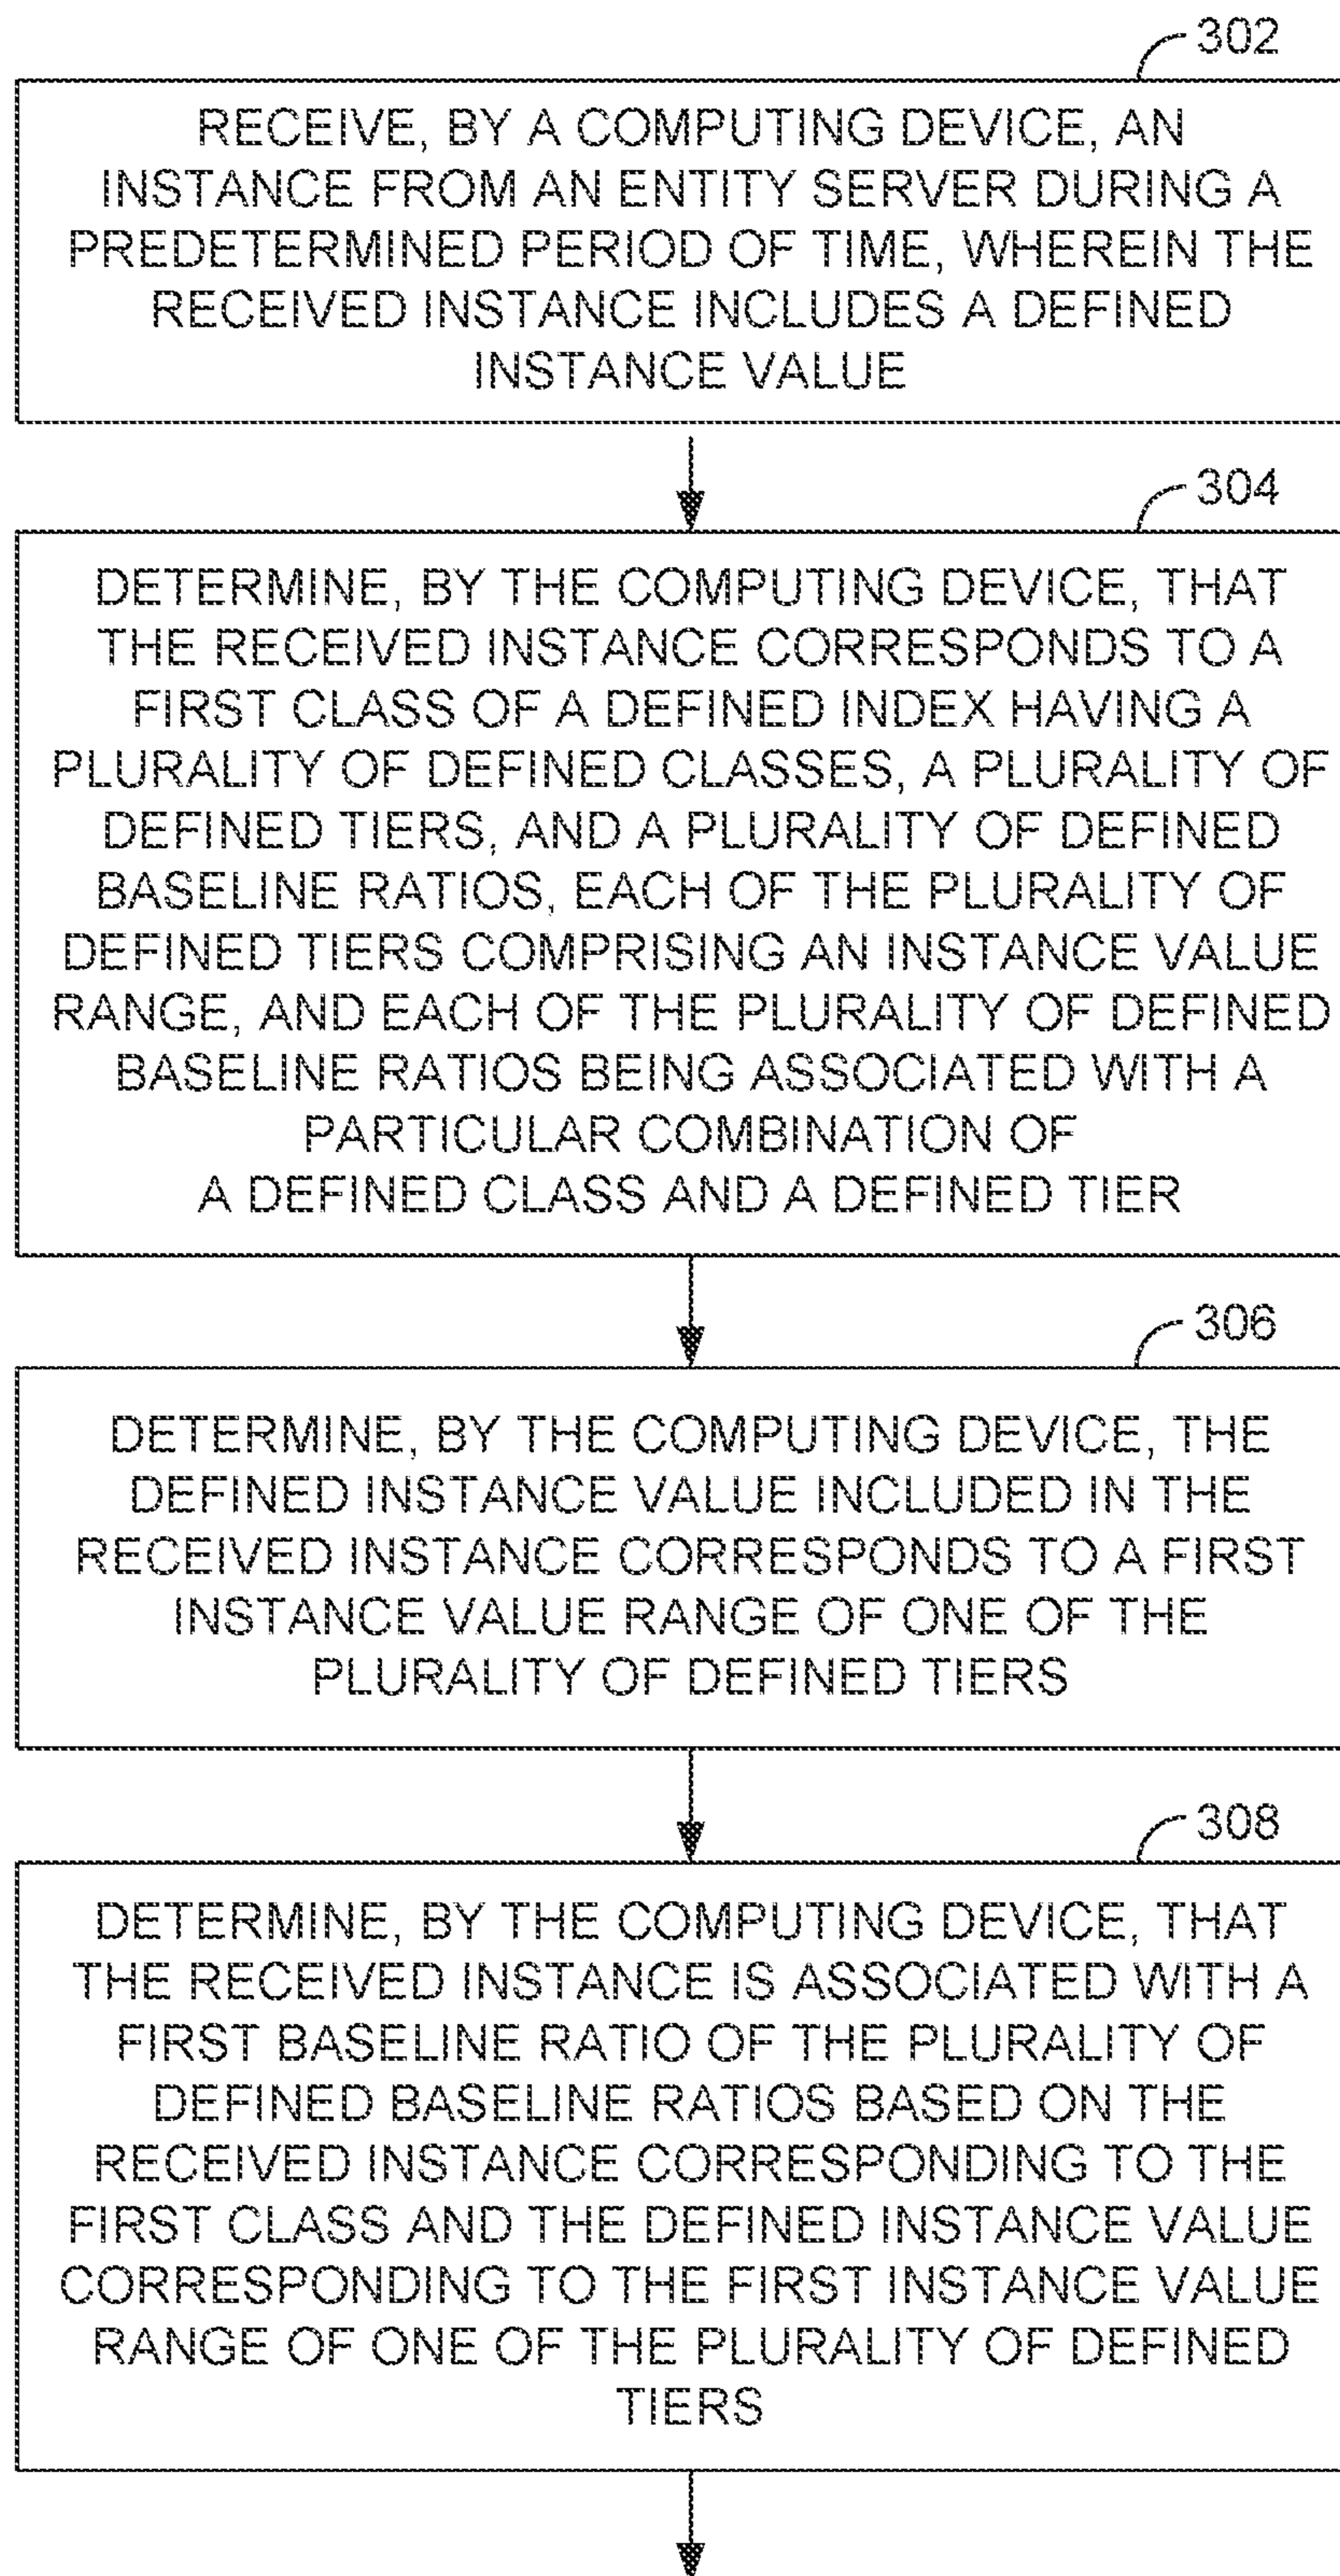 302
RECEIVE, BY A COMPUTING DEVICE, AN
INSTANCE FROM AN ENTITY SERVER DURING A
PREDETERMINED PERIOD OF TIME, WHEREIN THE
RECEIVED INSTANCE INCLUDES A DEFINED
INSTANCE VALUE
304
DETERMINE, BY THE COMPUTING DEVICE, THAT
THE RECEIVED INSTANCE CORRESPONDS TO A
FIRST CLASS OF A DEFINED INDEX HAVING A
PLURALITY OF DEFINED CLASSES, A PLURALITY OF
DEFINED TIERS, AND A PLURALITY OF DEFINED
BASELINE RATIOS, EACH OF THE PLURALITY OF
DEFINED TIERS COMPRISING AN INSTANCE VALUE
RANGE, AND EACH OF THE PLURALITY OF DEFINED
BASELINE RATIOS BEING ASSOCIATED WITH A
PARTICULAR COMBINATION OF
A DEFINED CLASS AND A DEFINED TIER
306
DETERMINE, BY THE COMPUTING DEVICE, THE
DEFINED INSTANCE VALUE INCLUDED IN THE
RECEIVED INSTANCE CORRESPONDS TO A FIRST
INSTANCE VALUE RANGE OF ONE OF THE
PLURALITY OF DEFINED TIERS
308
DETERMINE, BY THE COMPUTING DEVICE, THAT
THE RECEIVED INSTANCE IS ASSOCIATED WITH A
FIRST BASELINE RATIO OF THE PLURALITY OF
DEFINED BASELINE RATIOS BASED ON THE
RECEIVED INSTANCE CORRESPONDING TO THE
FIRST CLASS AND THE DEFINED INSTANCE VALUE
CORRESPONDING TO THE FIRST INSTANCE VALUE
RANGE OF ONE OF THE PLURALITY OF DEFINED
TIERS